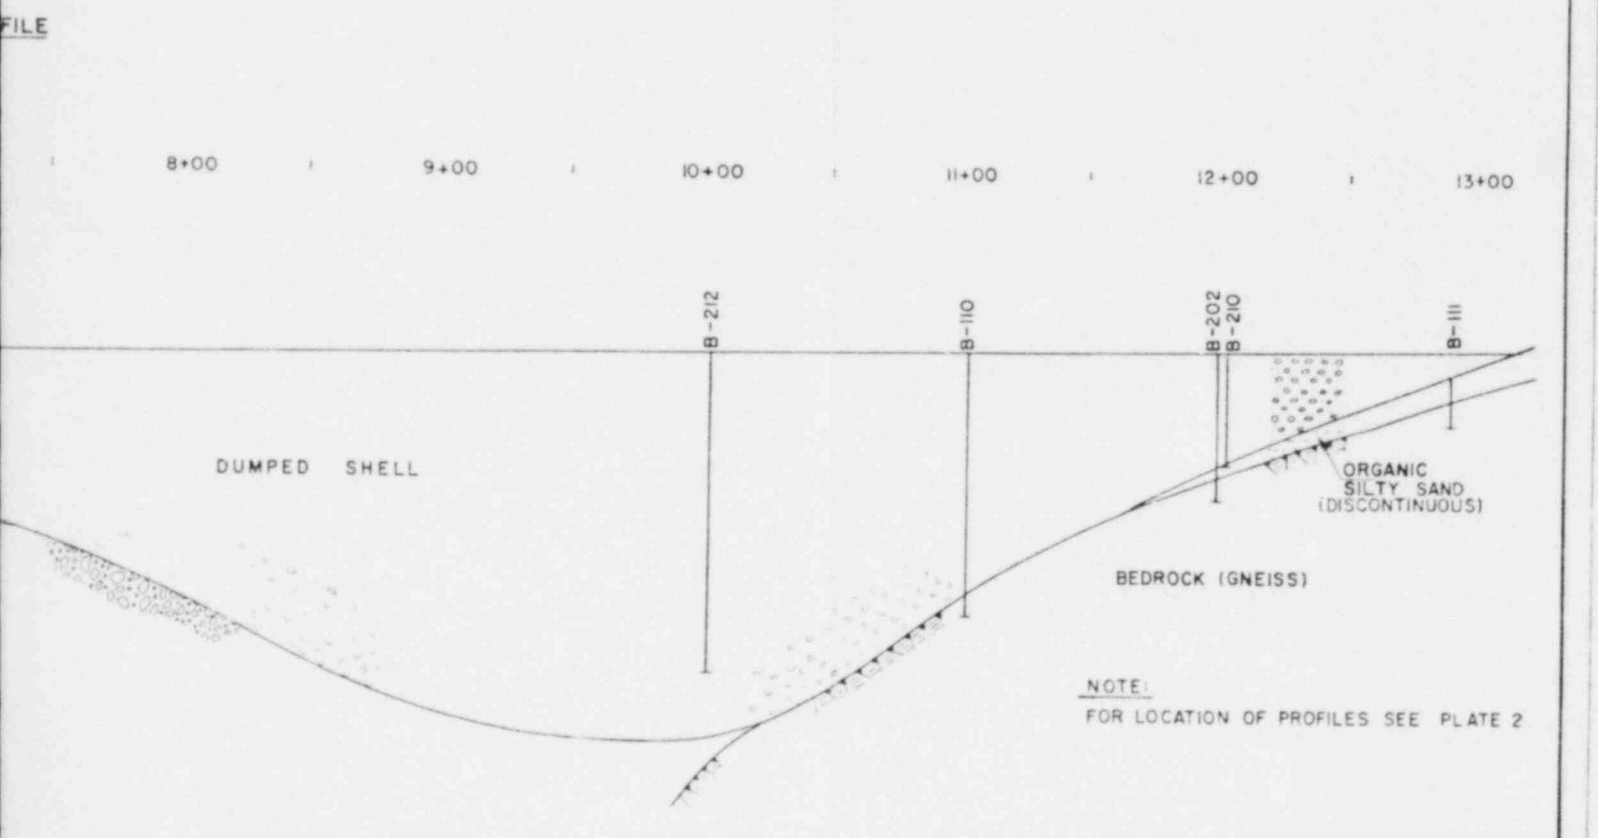 FILE
8+00 9+00 10+00 11+00 12+00 13+00
B-212
B-110
B-202
B-210
B-111
DUMPED SHELL
ORGANIC
SILTY SAND
(DISCONTINUOUS)
BEDROCK (GNEISS)
NOTE:
FOR LOCATION OF PROFILES SEE PLATE 2